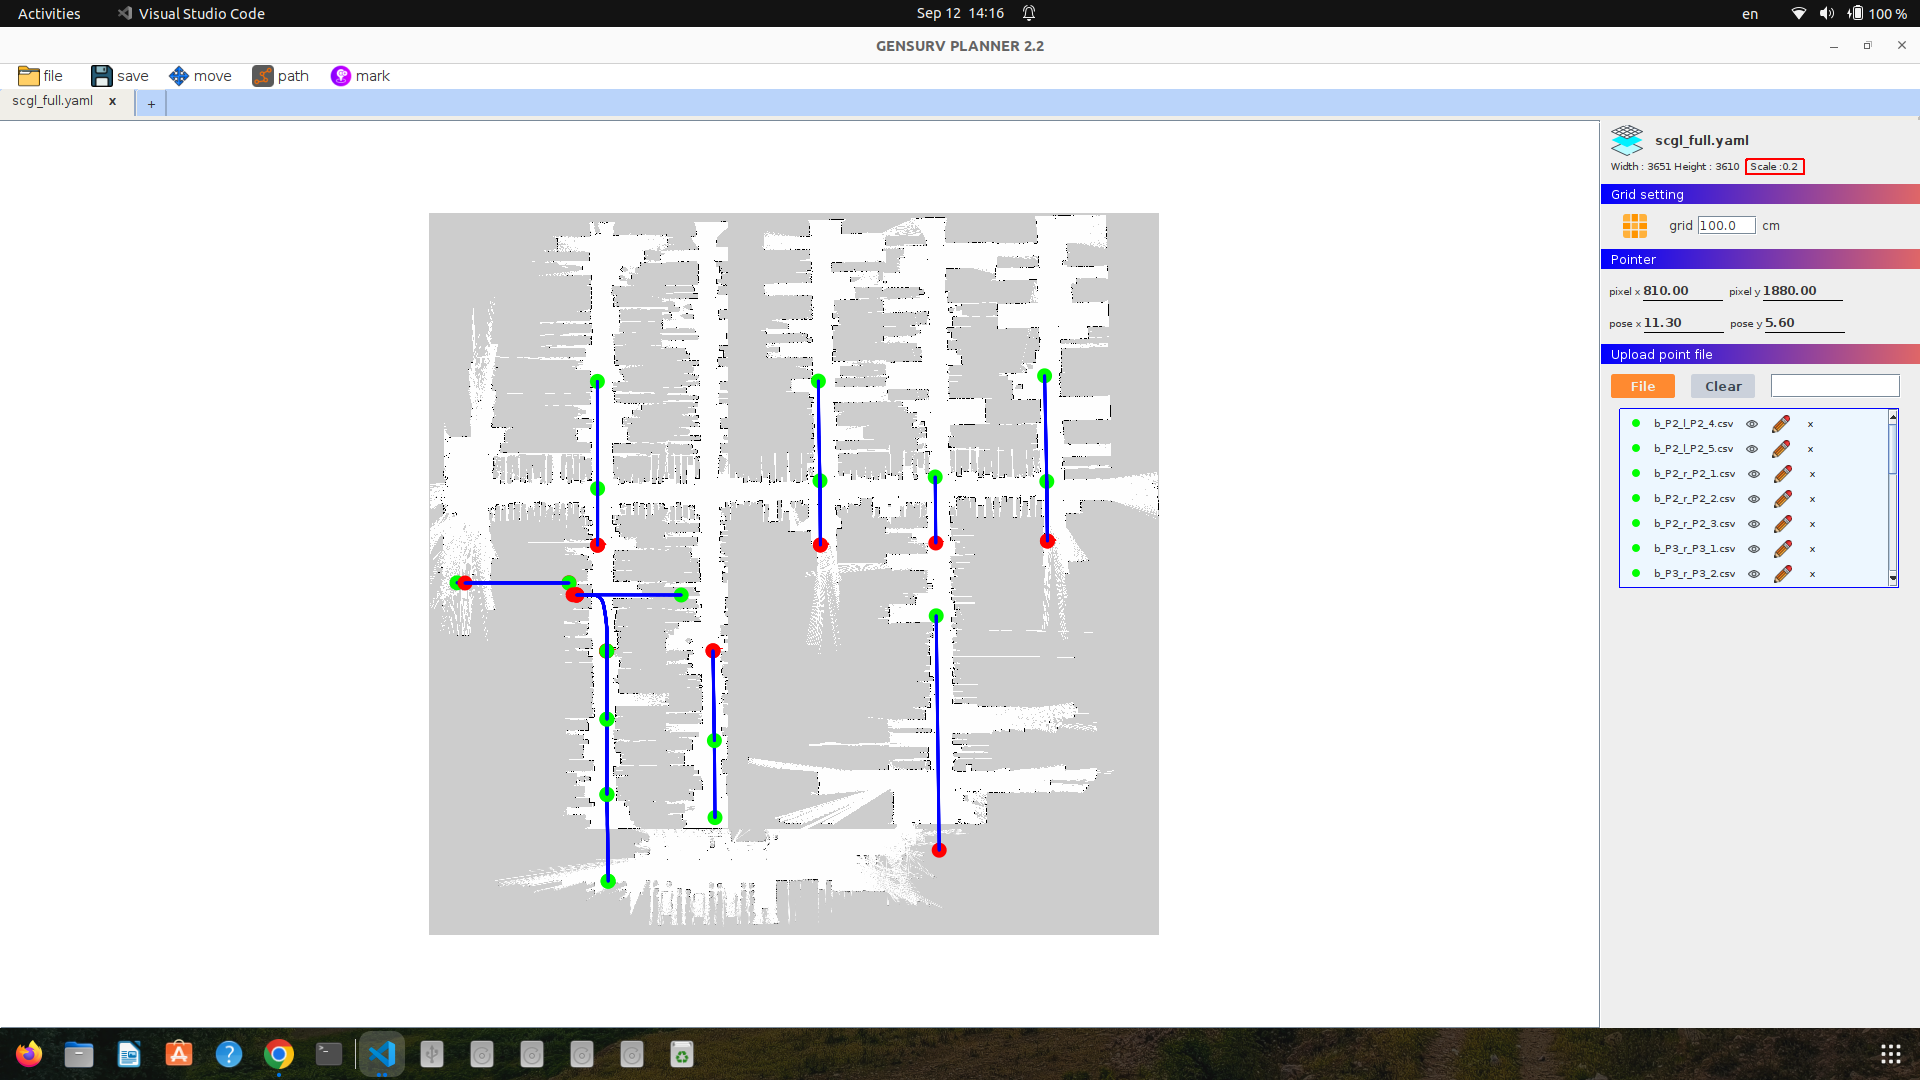 Activities Visual Studio Code Sep 12 14:16 en 100 %
GENSURV PLANNER 2.2
file save move path mark
scgl_full.yaml x +
scgl_full.yaml
Width : 3651 Height : 3610 Scale :0.2
Grid setting
grid 100.0 cm
Pointer
pixel x 810.00 pixel y 1880.00
pose x 11.30 pose y 5.60
Upload point file
File Clear
b_P2_l_P2_4.csv x
b_P2_l_P2_5.csv x
b_P2_r_P2_1.csv x
b_P2_r_P2_2.csv x
b_P2_r_P2_3.csv x
b_P3_r_P3_1.csv x
b_P3_r_P3_2.csv x